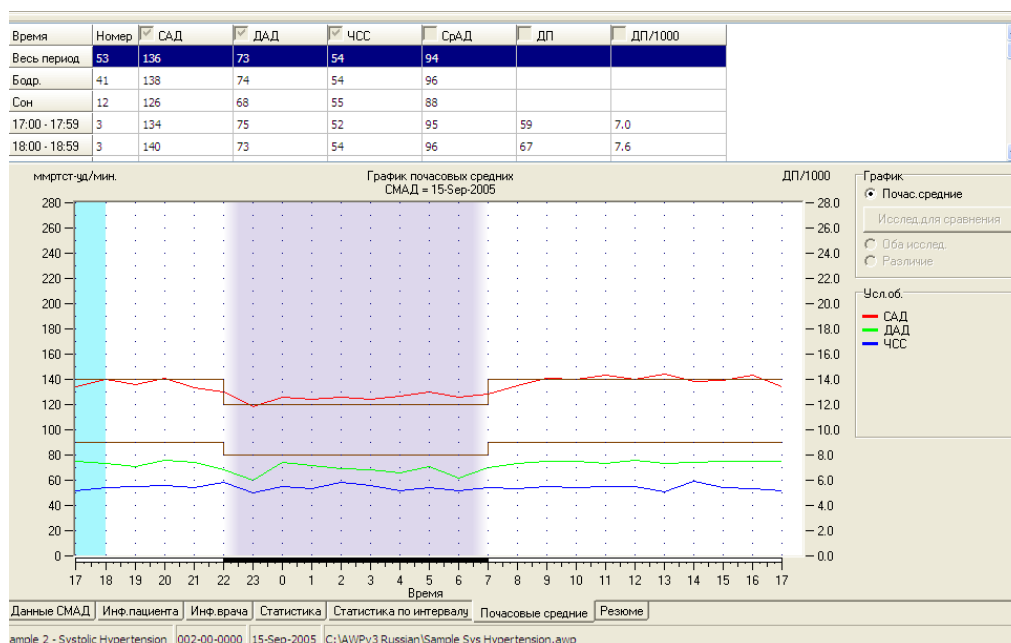 Время Номер САД ДАД ЧСС СрАД ДП ДП/1000
Весь период 53 136 73 54 94
Бодр. 41 138 74 54 96
Сон 12 126 68 55 88
17:00 - 17:59 3 134 75 52 95 59 7.0
18:00 - 18:59 3 140 73 54 96 67 7.6
ммртст-уд/мин. График почасовых средних ДП/1000
СМАД = 15-Sep-2005
280 28.0
260 26.0
240 24.0
220 22.0
200 20.0
180 18.0
160 16.0
140 14.0
120 12.0
100 10.0
80 8.0
60 6.0
40 4.0
20 2.0
0 0.0
17 18 19 20 21 22 23 0 1 2 3 4 5 6 7 8 9 10 11 12 13 14 15 16 17
Время
График
Почас.средние
Исслед.для сравнения
Оба исслед.
Различие
Усл.об.
САД
ДАД
ЧСС
Данные СМАД Инф.пациента Инф.врача Статистика Статистика по интервалу Почасовые средние Резюме
ample 2 - Systolic Hypertension 002-00-0000 15-Sep-2005 C:\AWPv3 Russian\Sample Sys Hypertension.awp